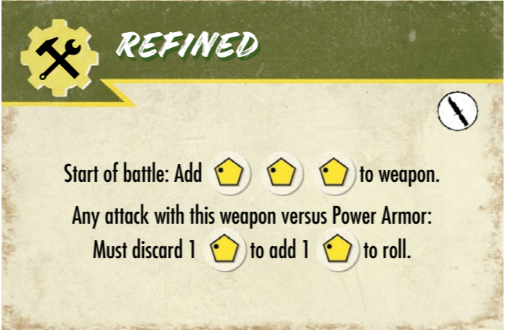 REFINED
Start of battle: Add to weapon.
Any attack with this weapon versus Power Armor:
Must discard 1 to add 1 to roll.